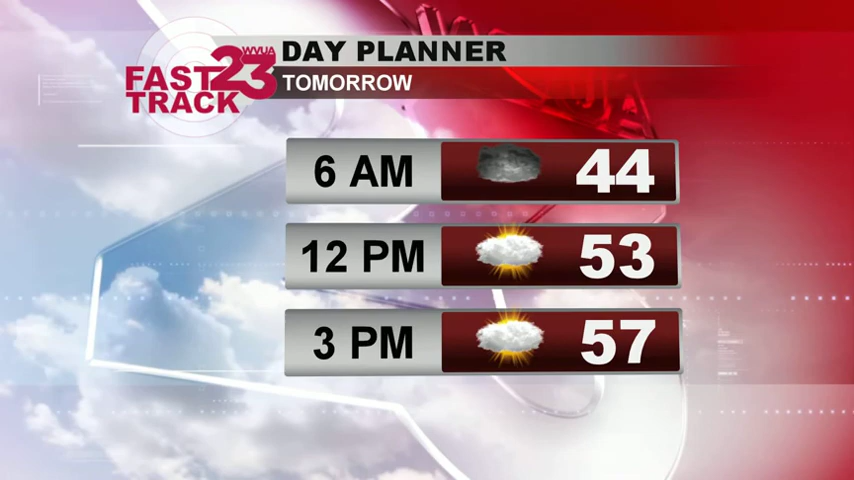 WVUA
23
FAST
TRACK
DAY PLANNER
TOMORROW
6 AM 44
12 PM 53
3 PM 57